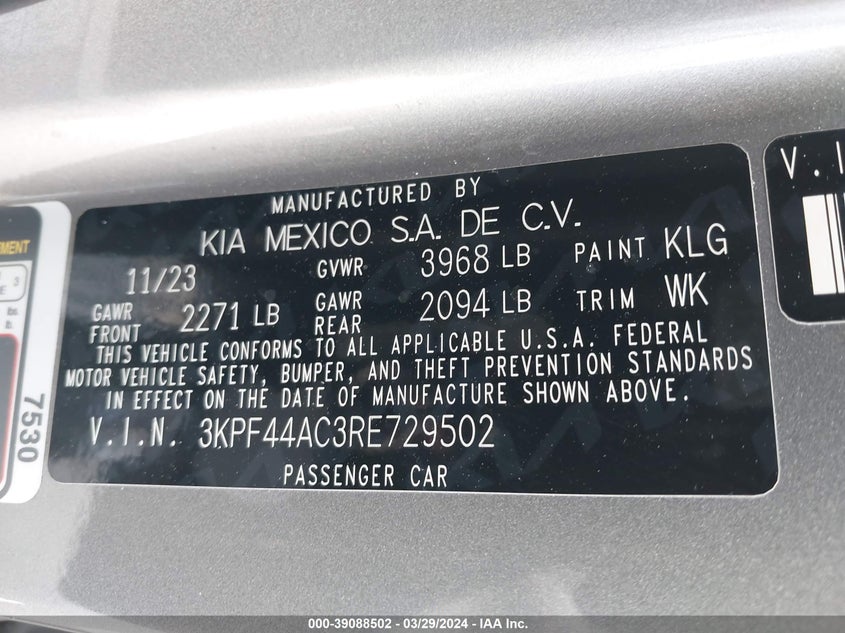 MANUFACTURED BY
KIA MEXICO S.A. DE C.V.
11/23 GVWR 3968 LB PAINT KLG
GAWR FRONT 2271 LB GAWR REAR 2094 LB TRIM WK
THIS VEHICLE CONFORMS TO ALL APPLICABLE U.S.A. FEDERAL
MOTOR VEHICLE SAFETY, BUMPER, AND THEFT PREVENTION STANDARDS
IN EFFECT ON THE DATE OF MANUFACTURE SHOWN ABOVE.
V.I.N. 3KPF44AC3RE729502
PASSENGER CAR
7530
000-39088502 - 03/29/2024 - IAA Inc.